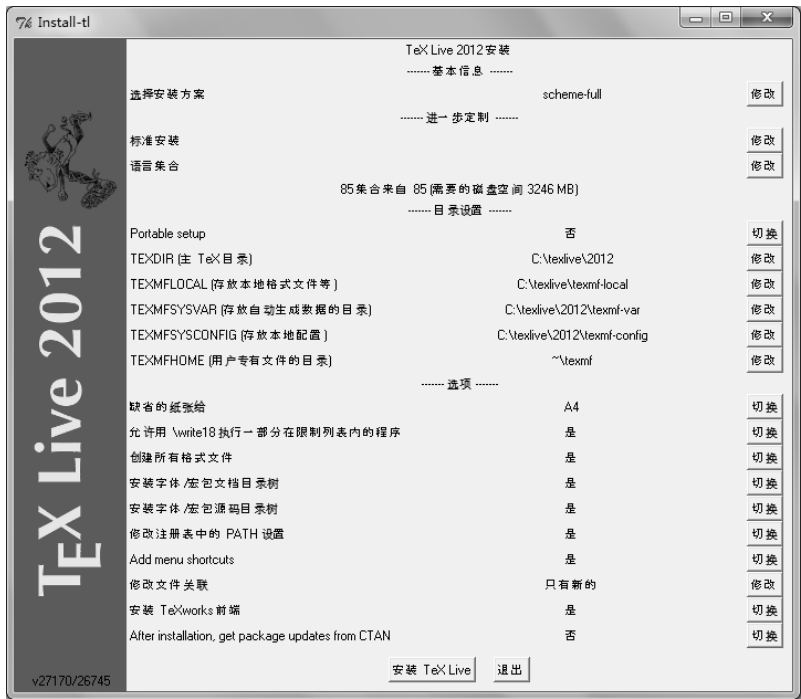 Install-tl
TeX Live 2012安装
------- 基本信息 -------
选择安装方案 scheme-full 修改
------- 进一步定制 -------
标准安装 修改
语言集合 修改
85集合来自 85 (需要的磁盘空间 3246 MB)
------- 目录设置 -------
Portable setup 否 切换
TEXDIR (主 TeX目录) C:\texlive\2012 修改
TEXMFLOCAL (存放本地格式文件等) C:\texlive\texmf-local 修改
TEXMFSYSVAR (存放自动生成数据的目录) C:\texlive\2012\texmf-var 修改
TEXMFSYSCONFIG (存放本地配置) C:\texlive\2012\texmf-config 修改
TEXMFHOME (用户专有文件的目录) ~\texmf 修改
------- 选项 -------
缺省的纸张给 A4 切换
允许用 \write18 执行一部分在限制列表内的程序 是 切换
创建所有格式文件 是 切换
安装字体/宏包文档目录树 是 切换
安装字体/宏包源码目录树 是 切换
修改注册表中的 PATH 设置 是 切换
Add menu shortcuts 是 切换
修改文件关联 只有新的 修改
安装 TeXworks 前端 是 切换
After installation, get package updates from CTAN 否 切换
安装 TeX Live 退出
TEX Live 2012
v27170/26745